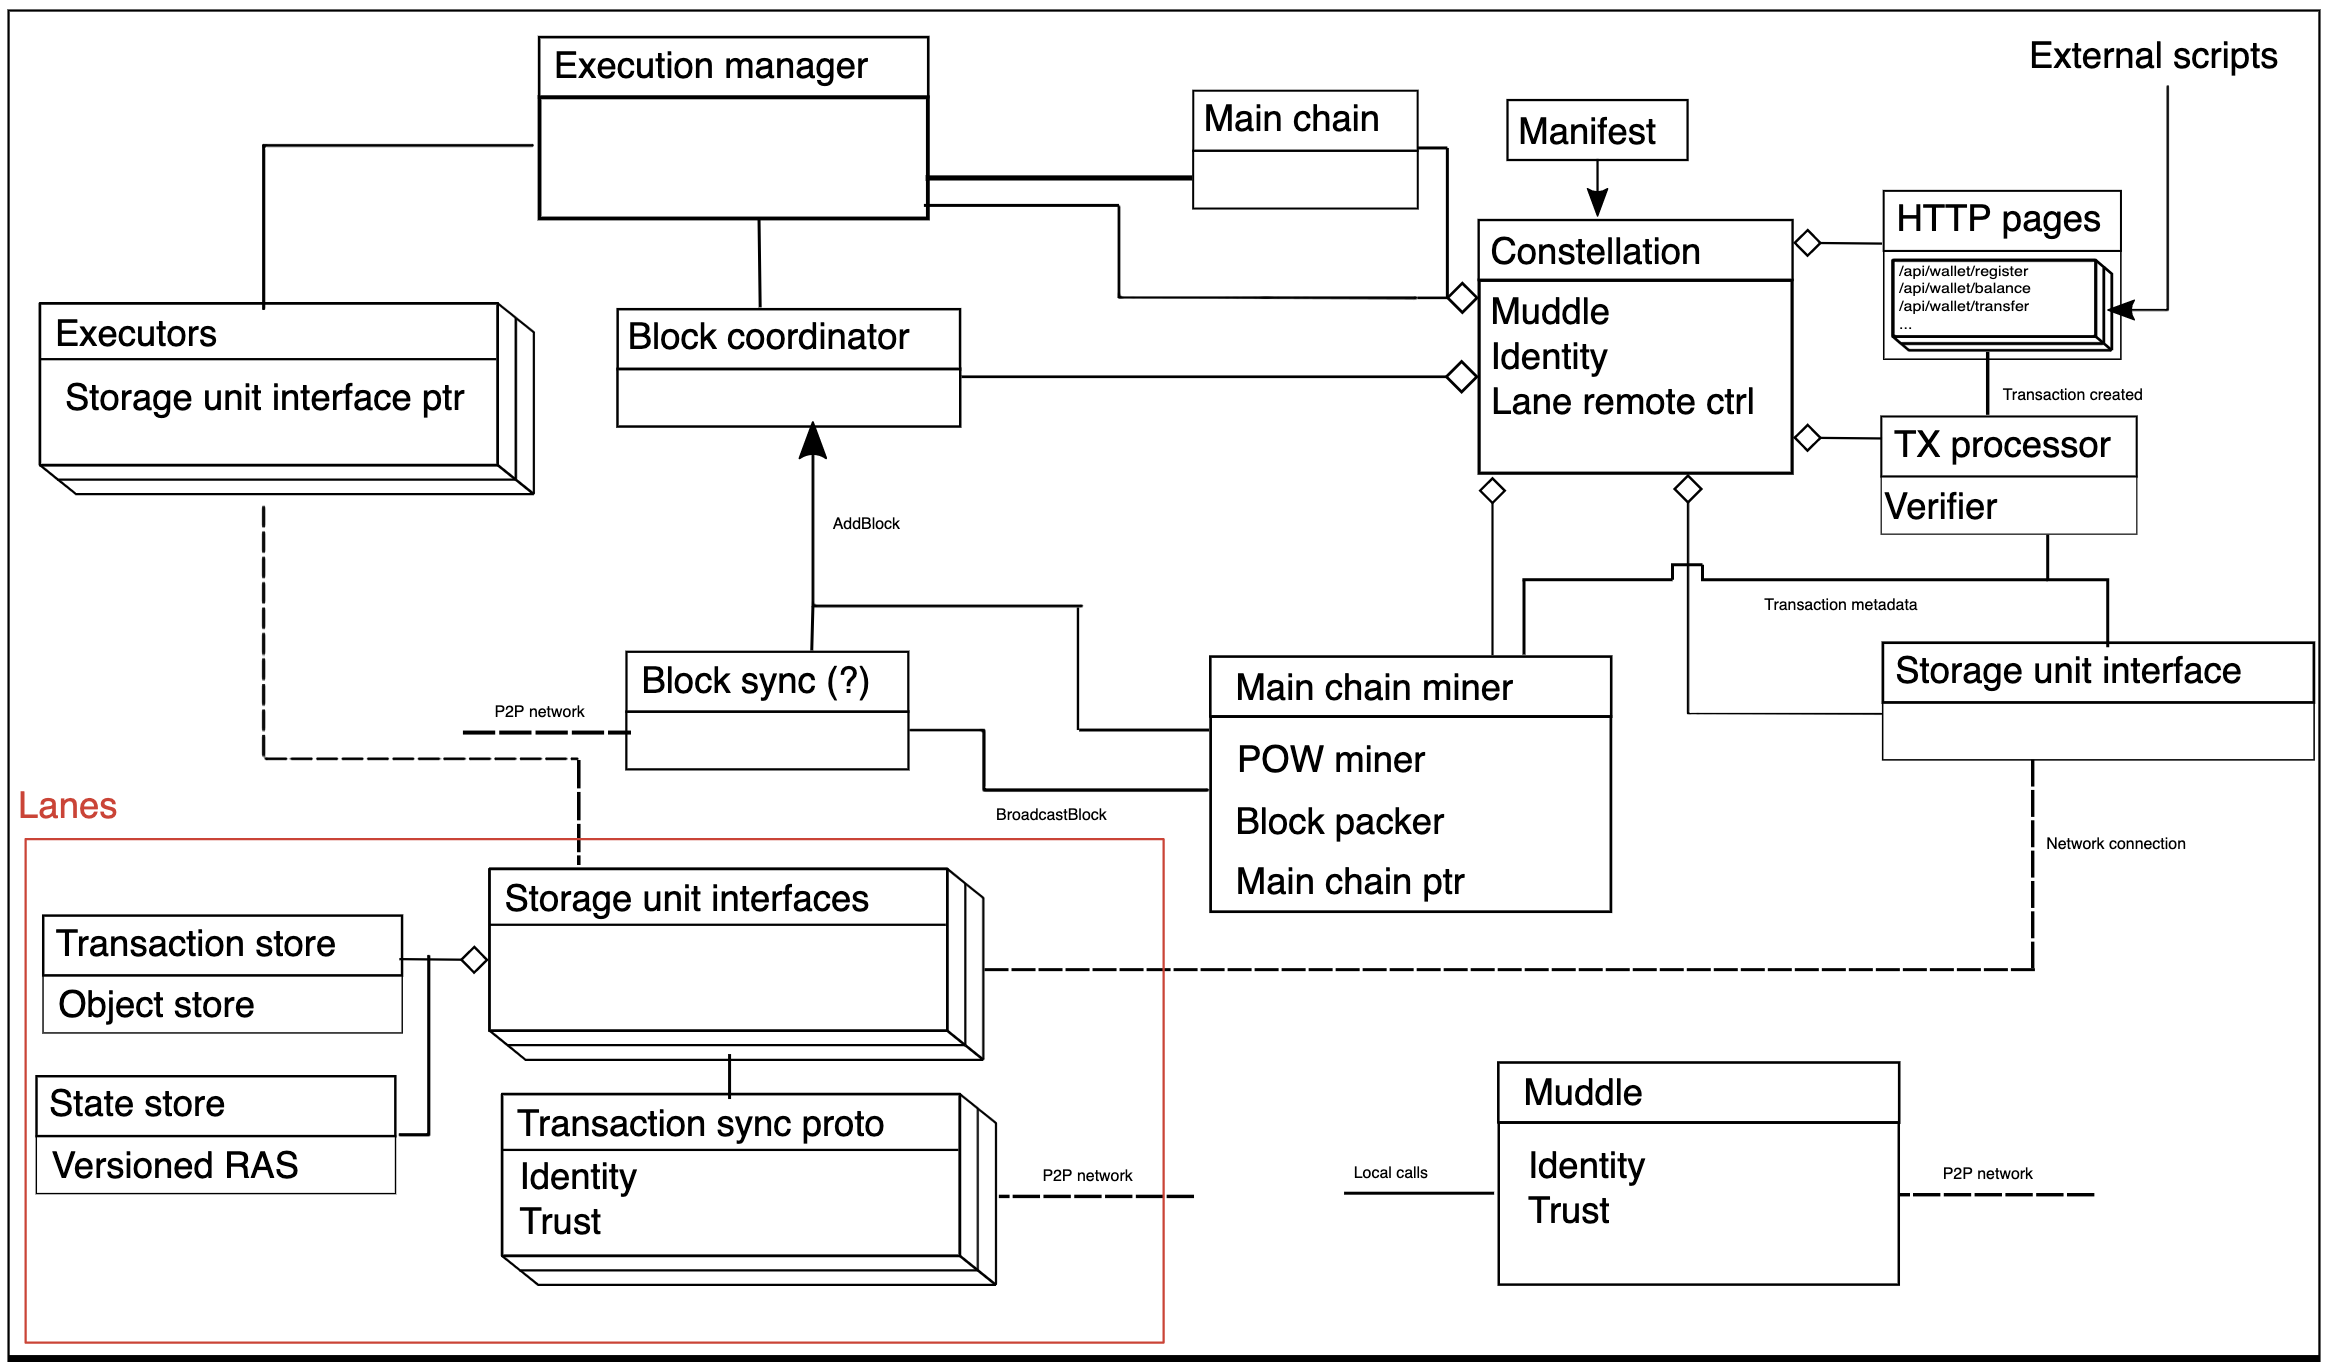 External scripts
Execution manager
Main chain
Manifest
HTTP pages
/api/wallet/register
/api/wallet/balance
/api/wallet/transfer
...
Constellation
Muddle
Identity
Lane remote ctrl
Executors
Storage unit interface ptr
Block coordinator
Transaction created
TX processor
Verifier
AddBlock
Transaction metadata
Block sync (?)
P2P network
Main chain miner
POW miner
Block packer
Main chain ptr
Storage unit interface
BroadcastBlock
Network connection
Lanes
Storage unit interfaces
Transaction store
Object store
State store
Versioned RAS
Transaction sync proto
Identity
Trust
P2P network
Local calls
Muddle
Identity
Trust
P2P network